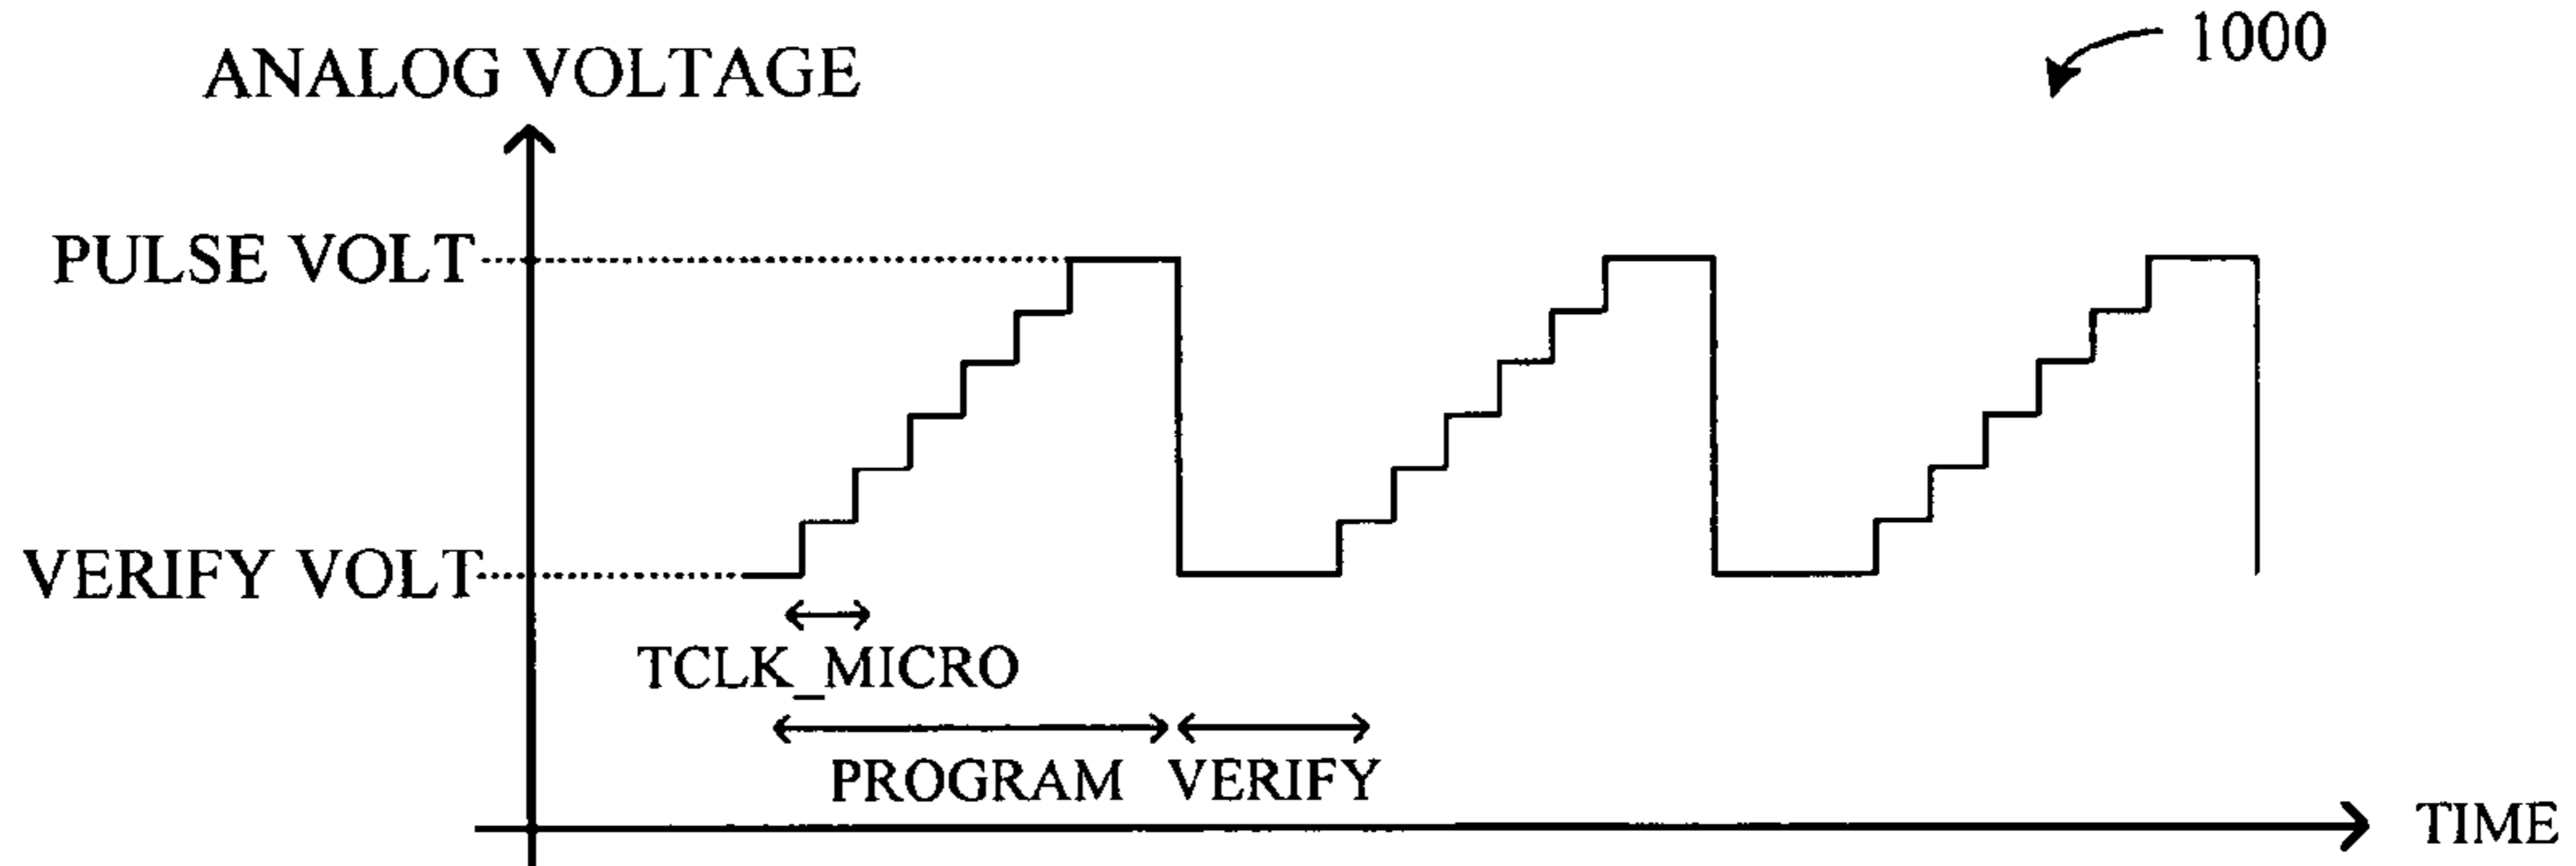 1000
ANALOG VOLTAGE
PULSE VOLT
VERIFY VOLT
TCLK_MICRO
PROGRAM VERIFY
TIME